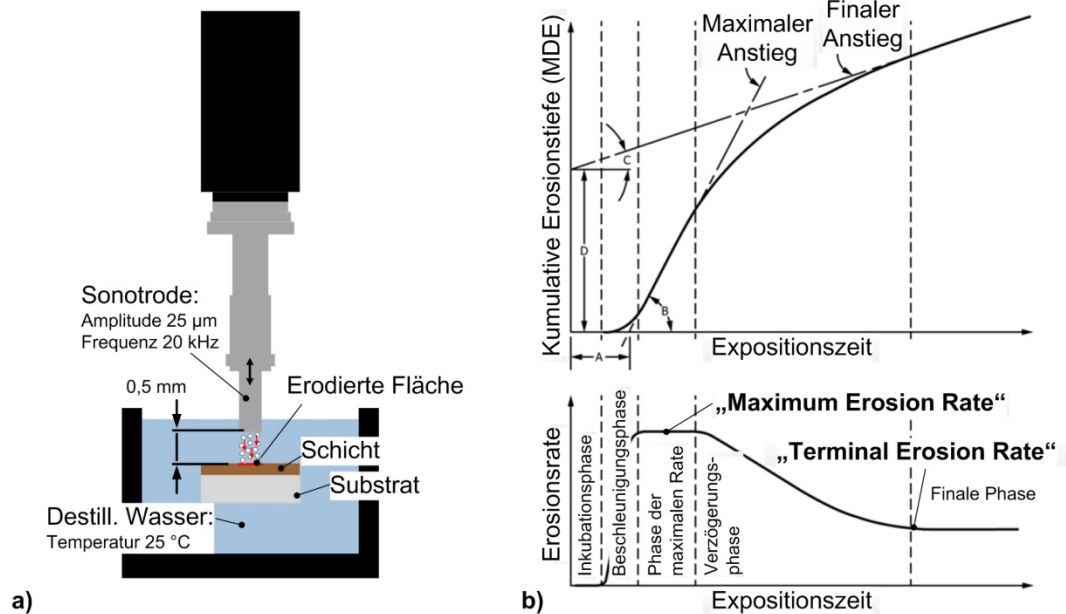 Sonotrode:
Amplitude 25 µm
Frequenz 20 kHz
0,5 mm
Erodierte Fläche
Schicht
Substrat
Destill. Wasser:
Temperatur 25 °C
a)
Kumulative Erosionstiefe (MDE)
Maximaler
Anstieg
Finaler
Anstieg
C
D
B
A
Expositionszeit
Erosionsrate
Inkubationsphase
Beschleunigungsphase
Phase der
maximalen Rate
Verzögerungs-
phase
„Maximum Erosion Rate“
„Terminal Erosion Rate“
Finale Phase
Expositionszeit
b)